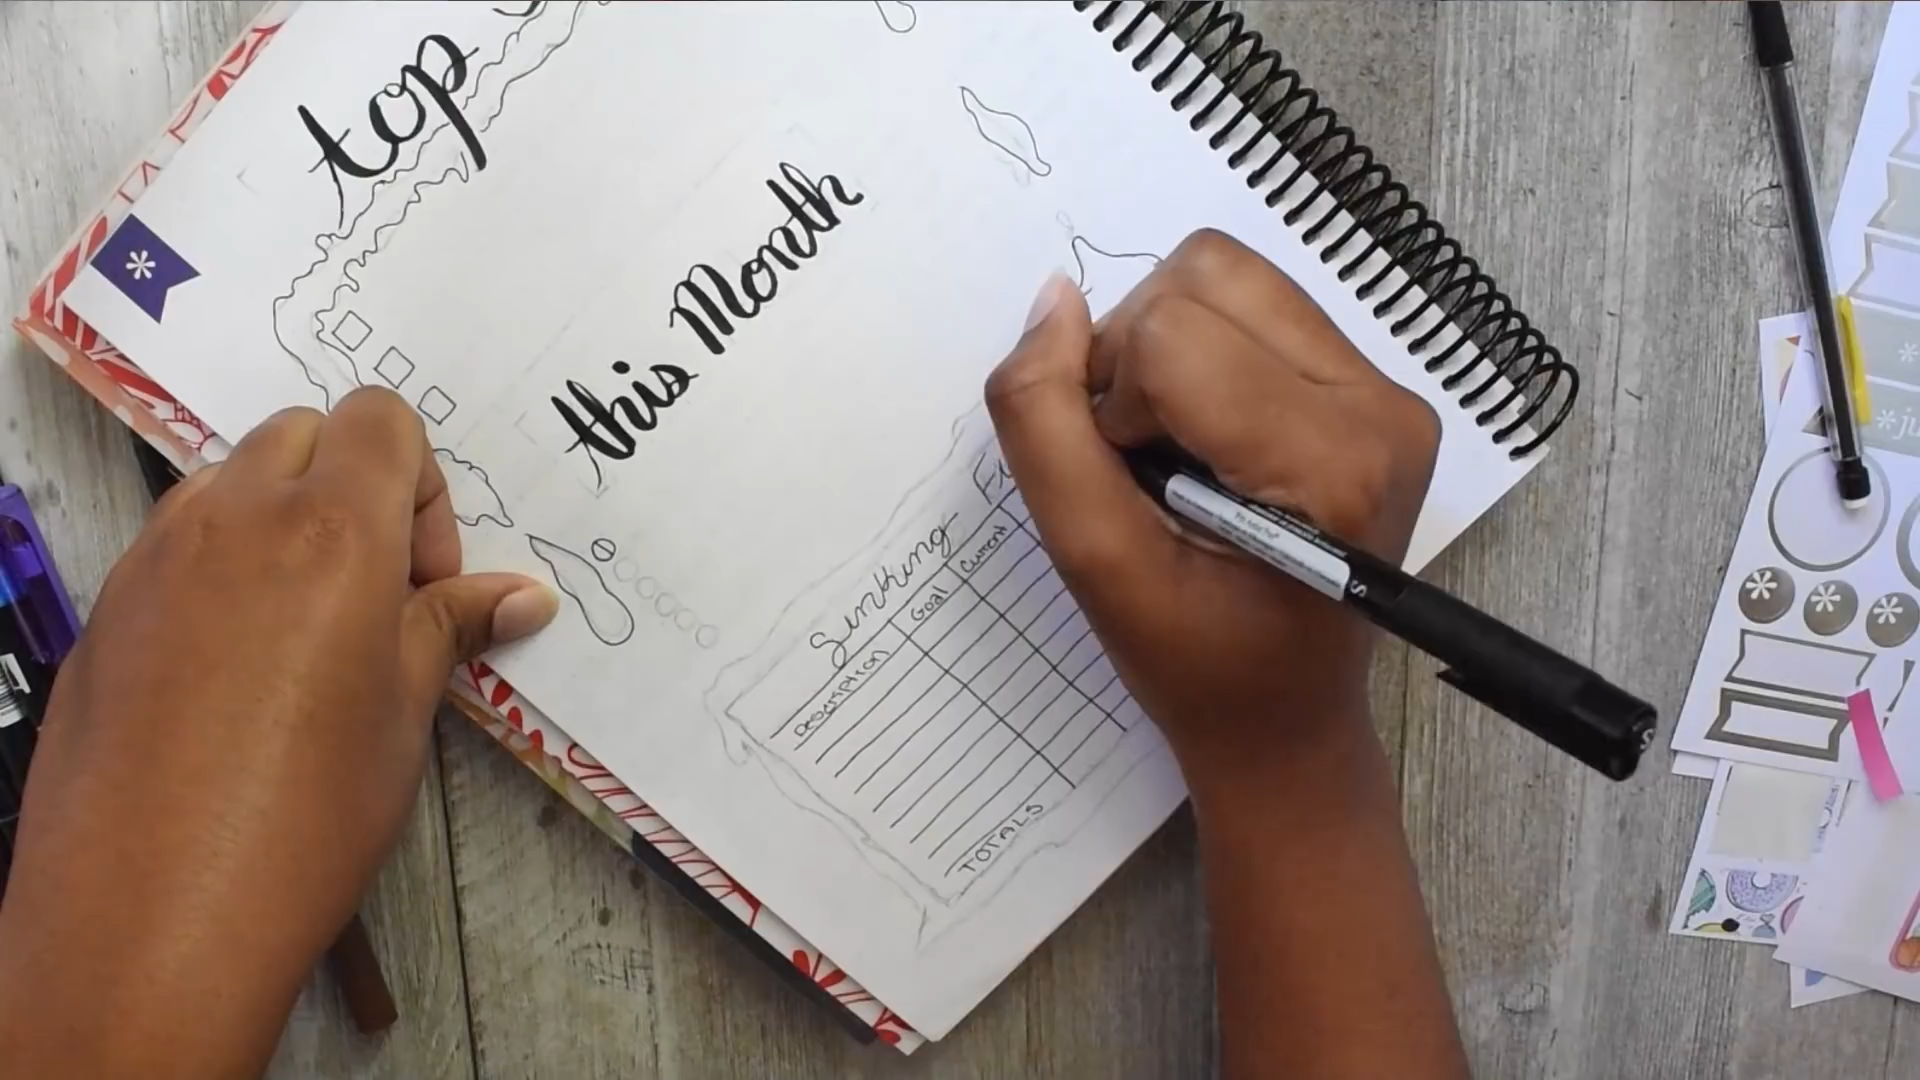 top
this Month
Sinking
Description Goal Current
TOTALS